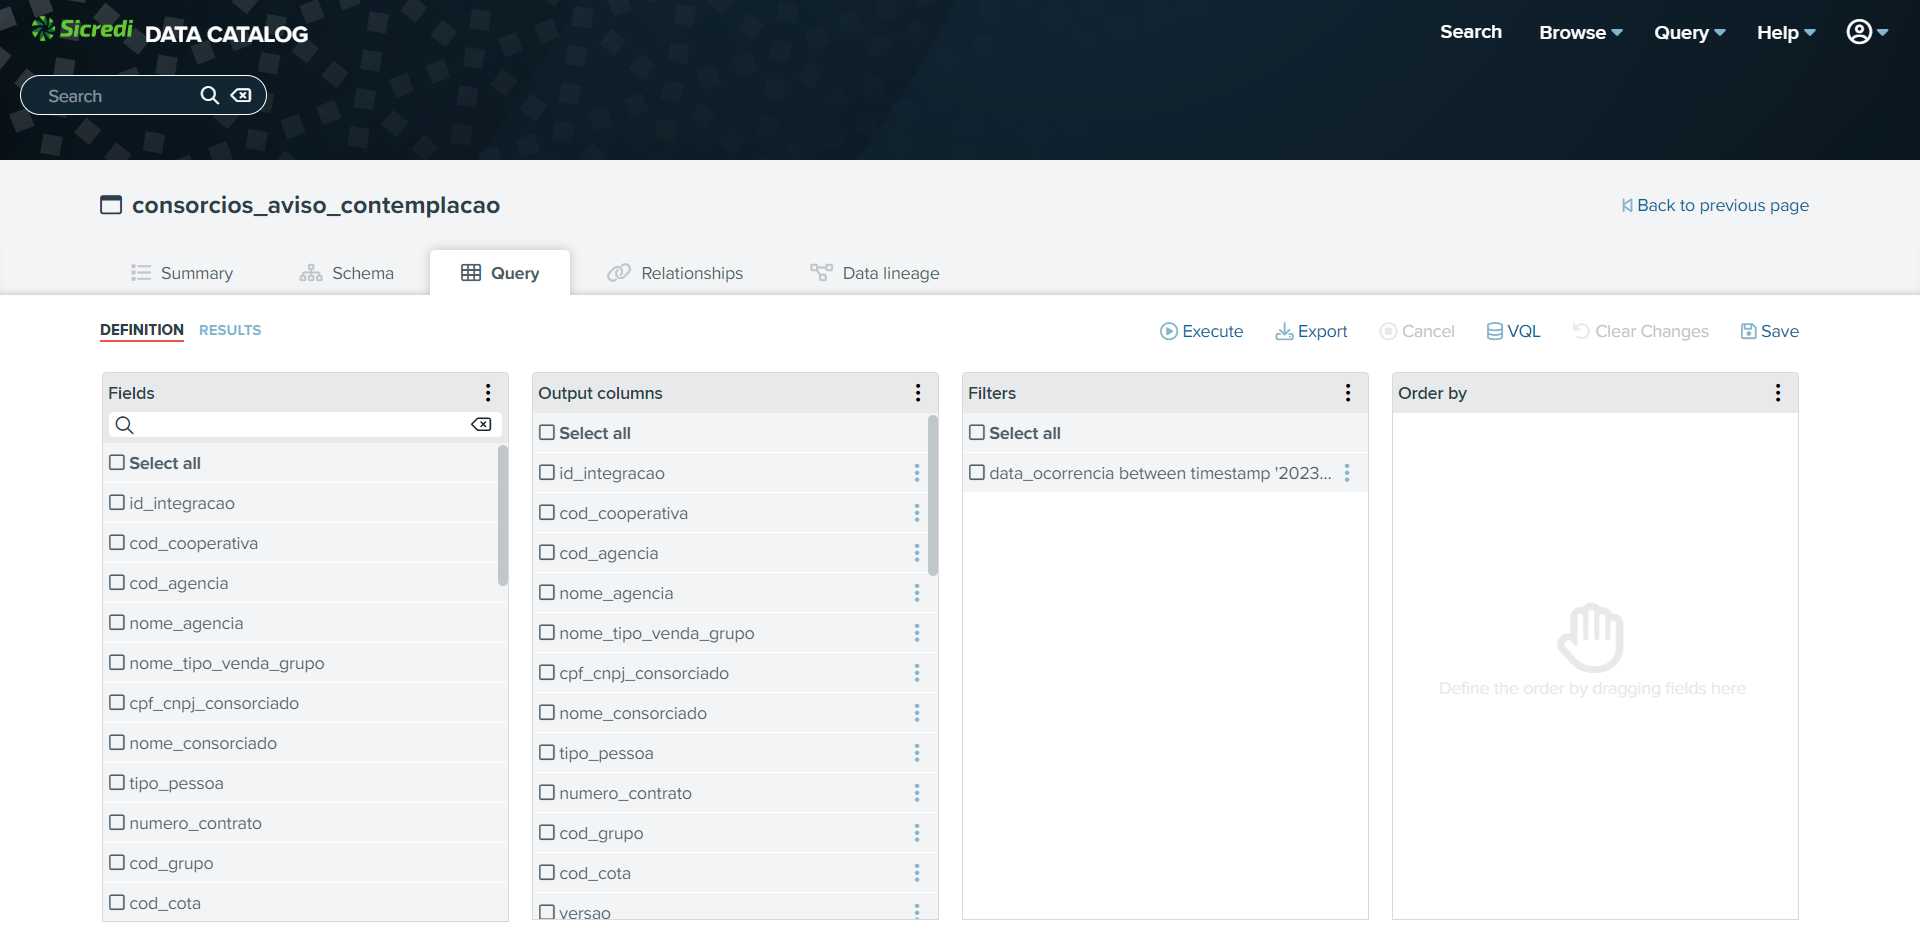 Sicredi DATA CATALOG
Search Browse Query Help
Search
consorcios_aviso_contemplacao
Back to previous page
Summary Schema Query Relationships Data lineage
DEFINITION RESULTS
Execute Export Cancel VQL Clear Changes Save
Fields
Select all
id_integracao
cod_cooperativa
cod_agencia
nome_agencia
nome_tipo_venda_grupo
cpf_cnpj_consorciado
nome_consorciado
tipo_pessoa
numero_contrato
cod_grupo
cod_cota
Output columns
Select all
id_integracao
cod_cooperativa
cod_agencia
nome_agencia
nome_tipo_venda_grupo
cpf_cnpj_consorciado
nome_consorciado
tipo_pessoa
numero_contrato
cod_grupo
cod_cota
versao
Filters
Select all
data_ocorrencia between timestamp '2023...
Order by
Define the order by dragging fields here